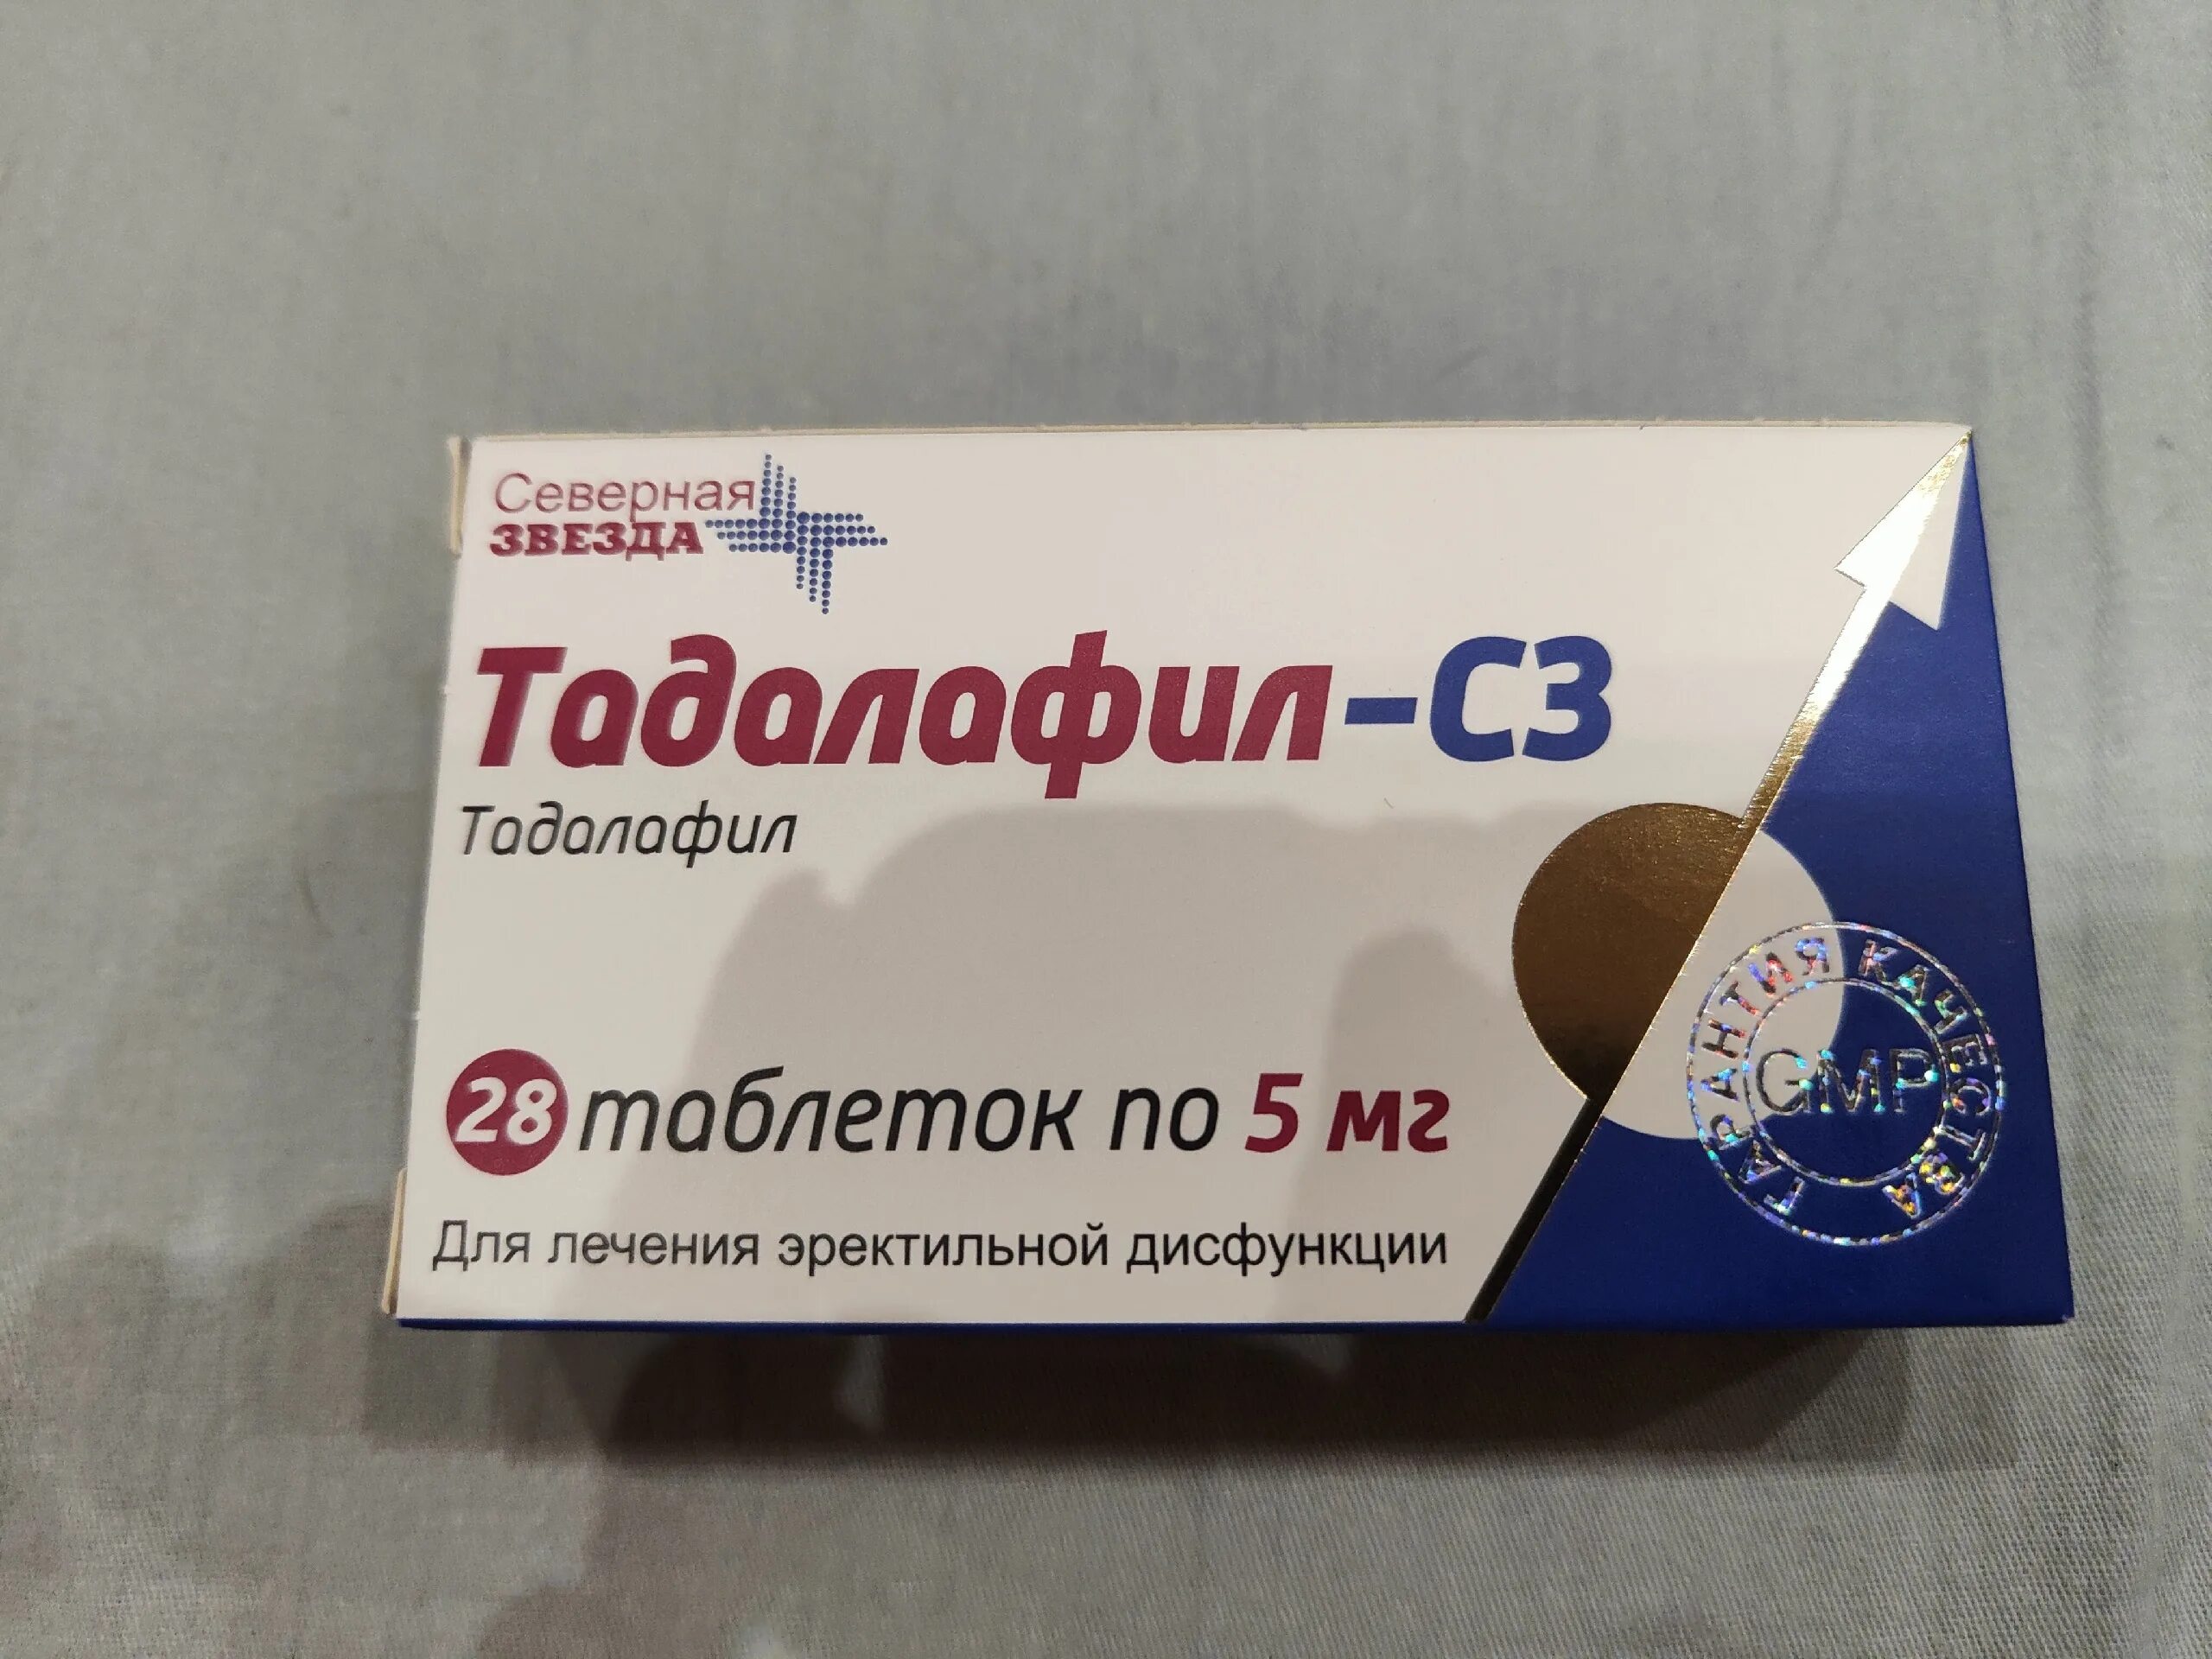 Северная
ЗВЕЗДА
Тадалафил-СЗ
Тадалафил
28 таблеток по 5 мг
Для лечения эректильной дисфункции
ГАРАНТИЯ КАЧЕСТВА
GMP